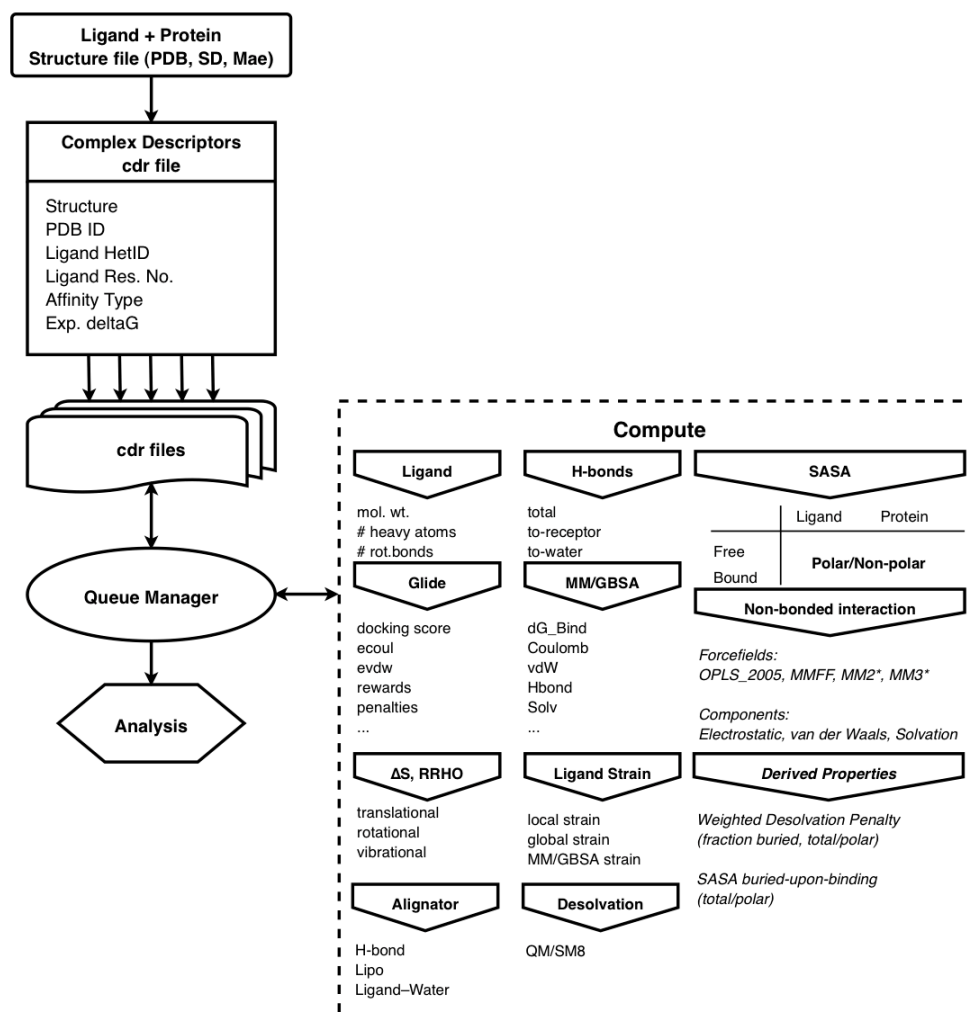 Ligand + Protein
Structure file (PDB, SD, Mae)
Complex Descriptors
cdr file
Structure
PDB ID
Ligand HetID
Ligand Res. No.
Affinity Type
Exp. deltaG
cdr files
Queue Manager
Analysis
Compute
Ligand
mol. wt.
# heavy atoms
# rot.bonds
H-bonds
total
to-receptor
to-water
SASA
Ligand Protein
Free
Bound
Polar/Non-polar
Glide
docking score
ecoul
evdw
rewards
penalties
...
MM/GBSA
dG_Bind
Coulomb
vdW
Hbond
Solv
...
Non-bonded interaction
Forcefields:
OPLS_2005, MMFF, MM2*, MM3*
Components:
Electrostatic, van der Waals, Solvation
ΔS, RRHO
translational
rotational
vibrational
Ligand Strain
local strain
global strain
MM/GBSA strain
Derived Properties
Weighted Desolvation Penalty
(fraction buried, total/polar)
SASA buried-upon-binding
(total/polar)
Alignator
H-bond
Lipo
Ligand–Water
Desolvation
QM/SM8